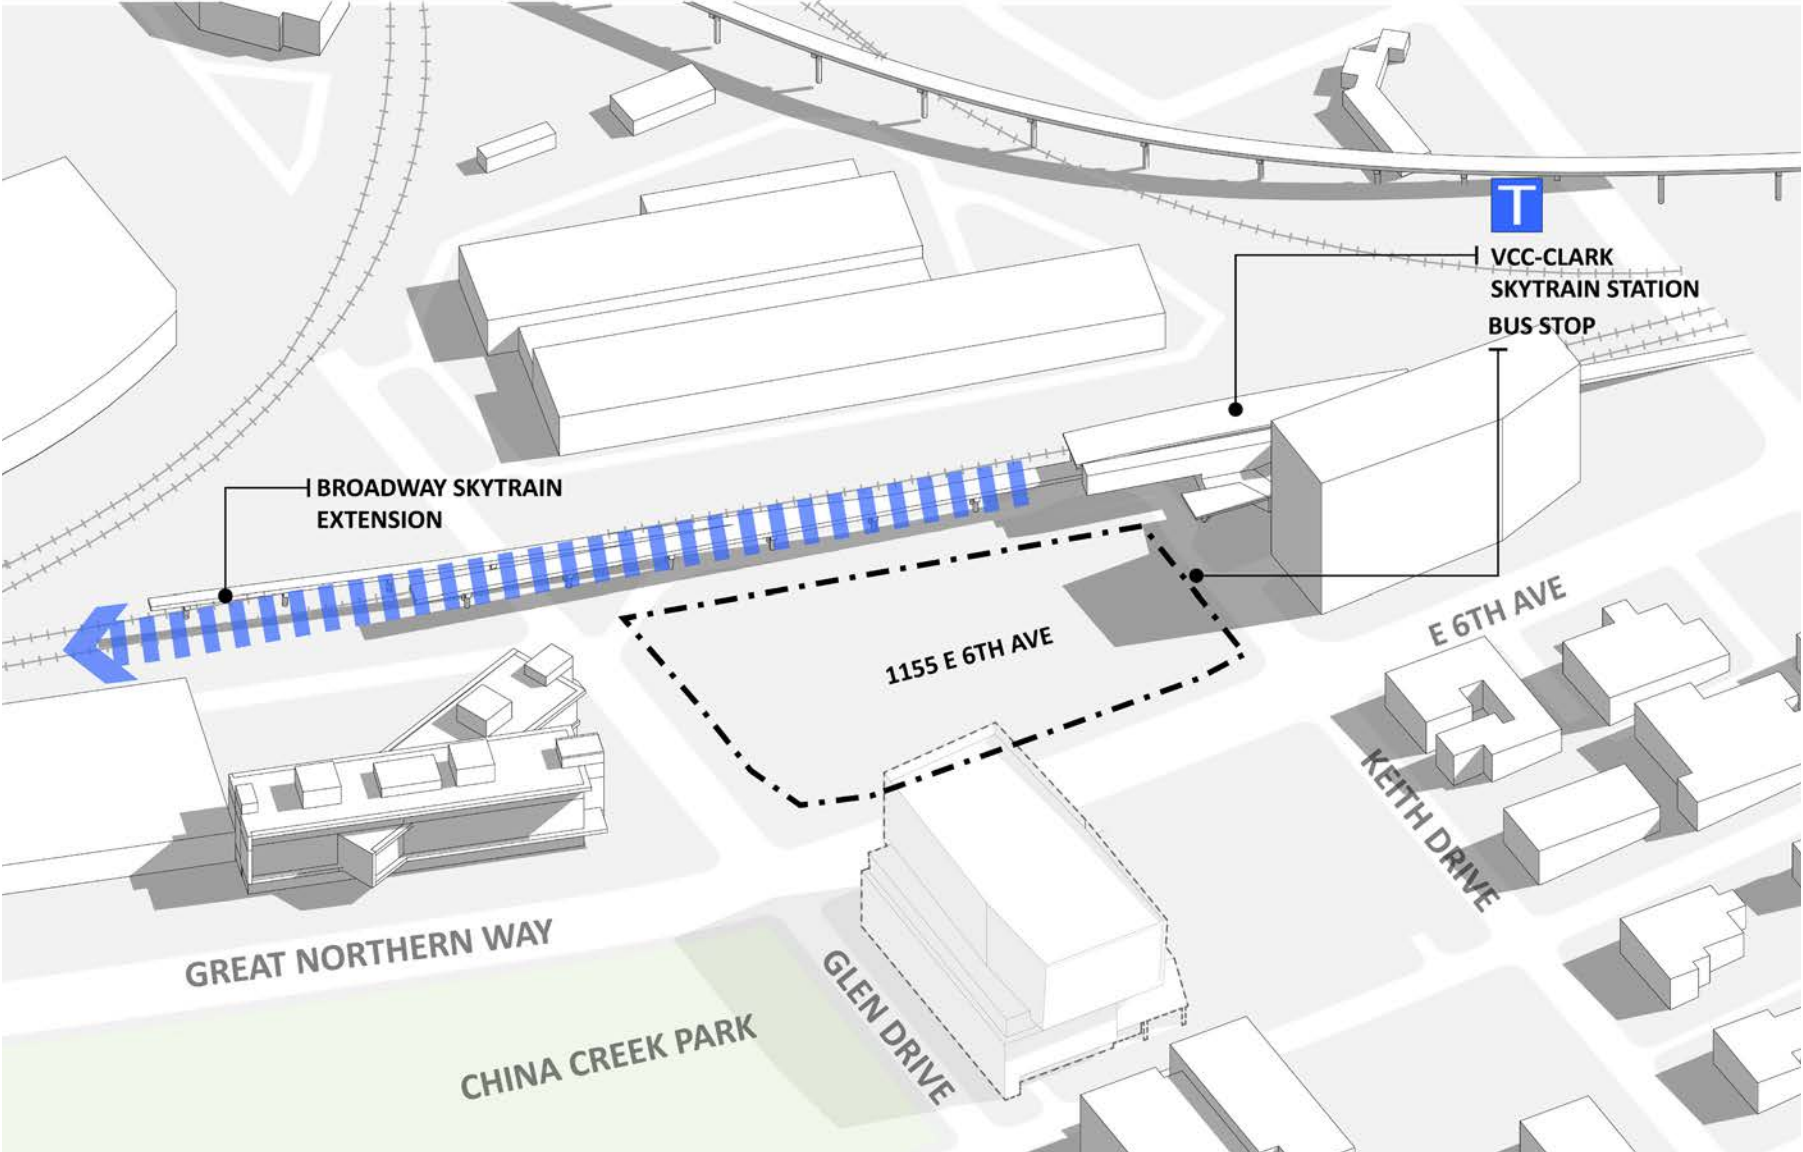 T
VCC-CLARK
SKYTRAIN STATION
BUS STOP
BROADWAY SKYTRAIN
EXTENSION
E 6TH AVE
1155 E 6TH AVE
KEITH DRIVE
GREAT NORTHERN WAY
GLEN DRIVE
CHINA CREEK PARK